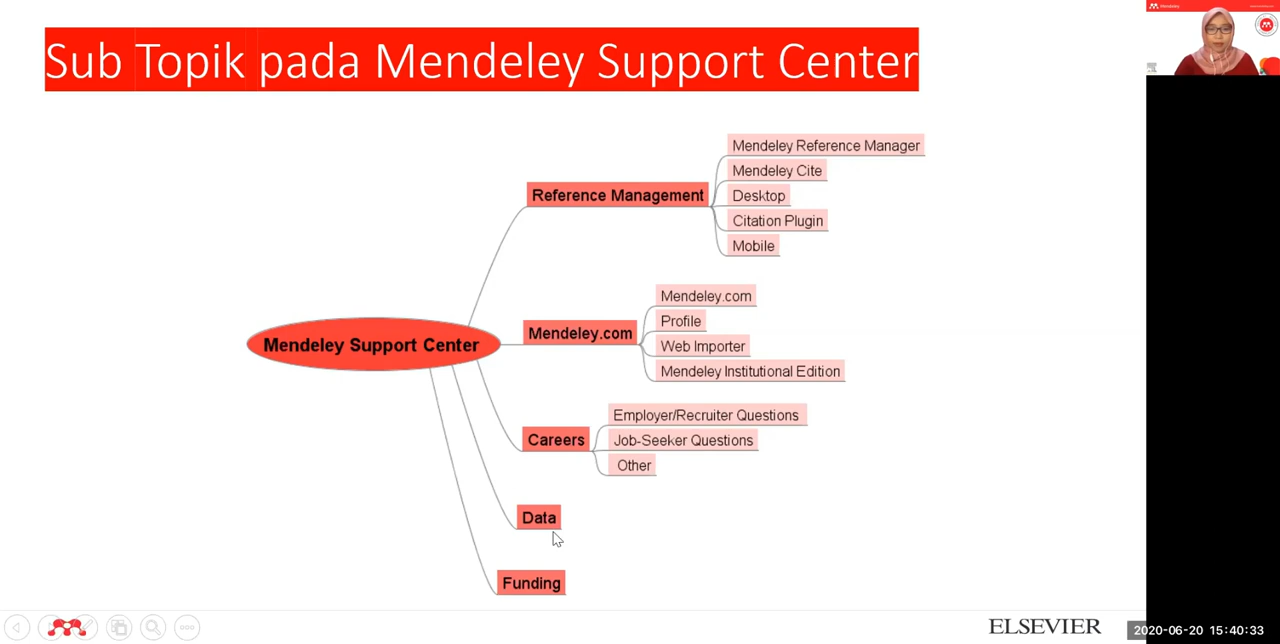 Sub Topik pada Mendeley Support Center
Mendeley Support Center
Reference Management
Mendeley Reference Manager
Mendeley Cite
Desktop
Citation Plugin
Mobile
Mendeley.com
Mendeley.com
Profile
Web Importer
Mendeley Institutional Edition
Careers
Employer/Recruiter Questions
Job-Seeker Questions
Other
Data
Funding
ELSEVIER
2020-06-20 15:40:33
Mendeley